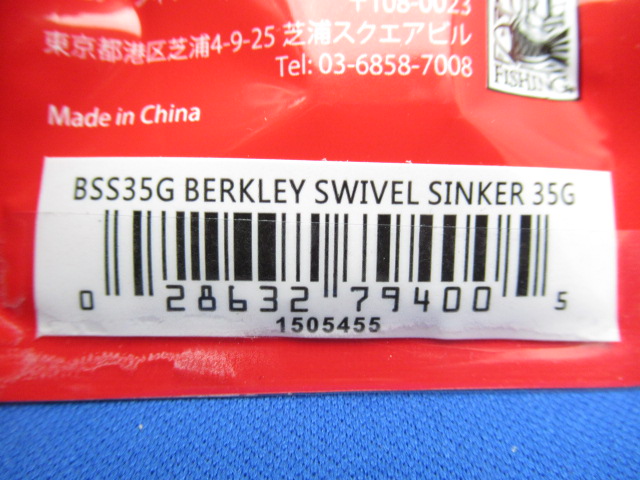 〒108-0023
東京都港区芝浦4-9-25 芝浦スクエアビル
Tel: 03-6858-7008
FISHING
Made in China
BSS35G BERKLEY SWIVEL SINKER 35G
0 28632 79400 5
1505455